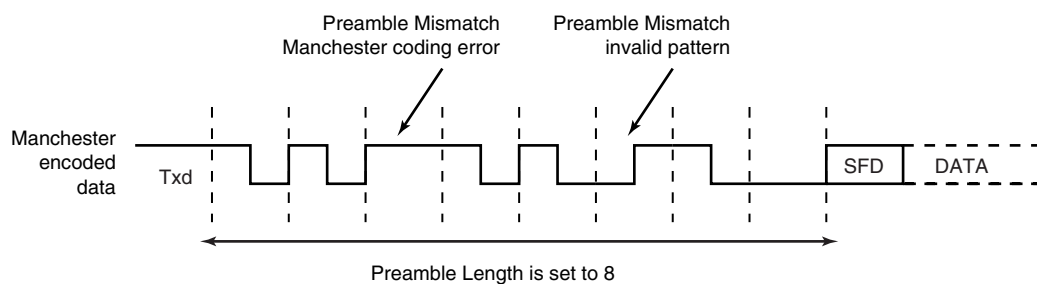 Preamble Mismatch
Manchester coding error
Preamble Mismatch
invalid pattern
Manchester
encoded
data
Txd
SFD
DATA
Preamble Length is set to 8